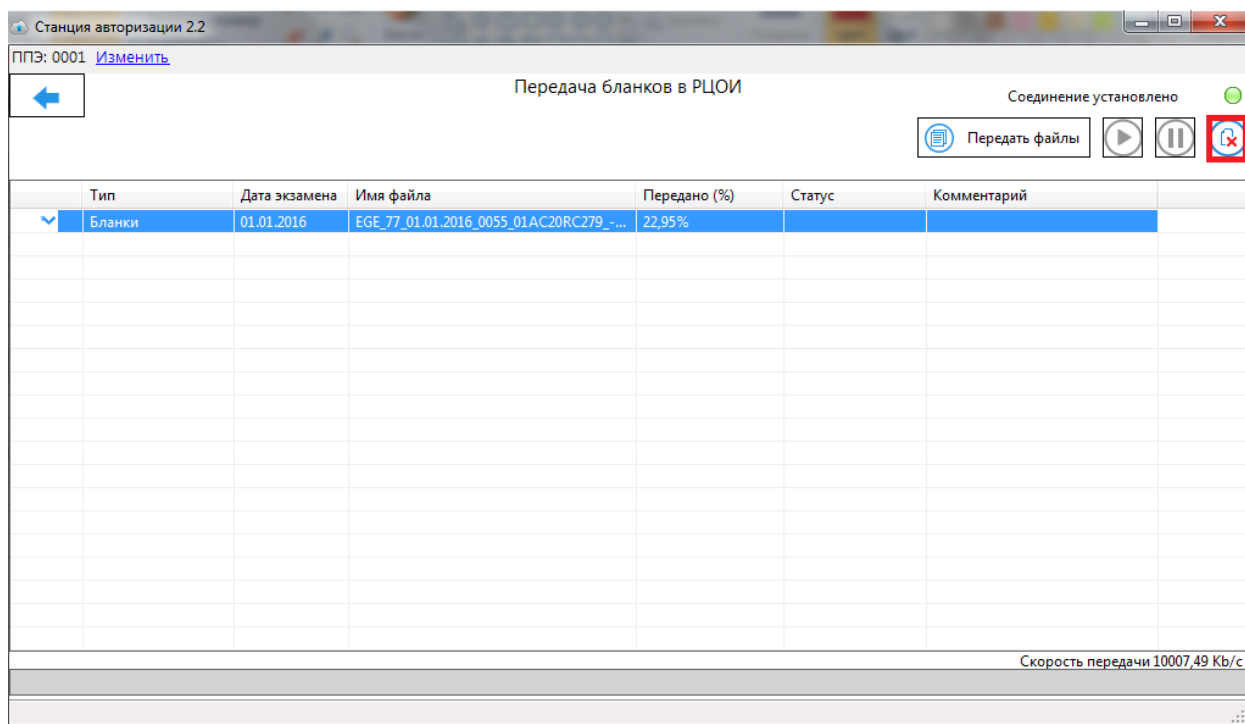 Станция авторизации 2.2
ППЭ: 0001 Изменить
Передача бланков в РЦОИ
Соединение установлено
Передать файлы
Тип Дата экзамена Имя файла Передано (%) Статус Комментарий
Бланки 01.01.2016 EGE_77_01.01.2016_0055_01AC20RC279_-... 22,95%
Скорость передачи 10007,49 Kb/c